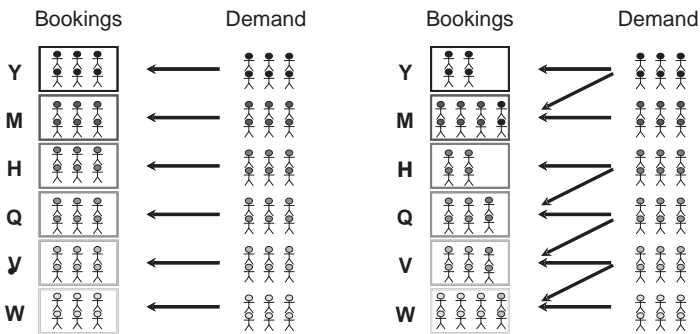 Bookings Demand Bookings Demand
Y Y
M M
H H
Q Q
V V
W W